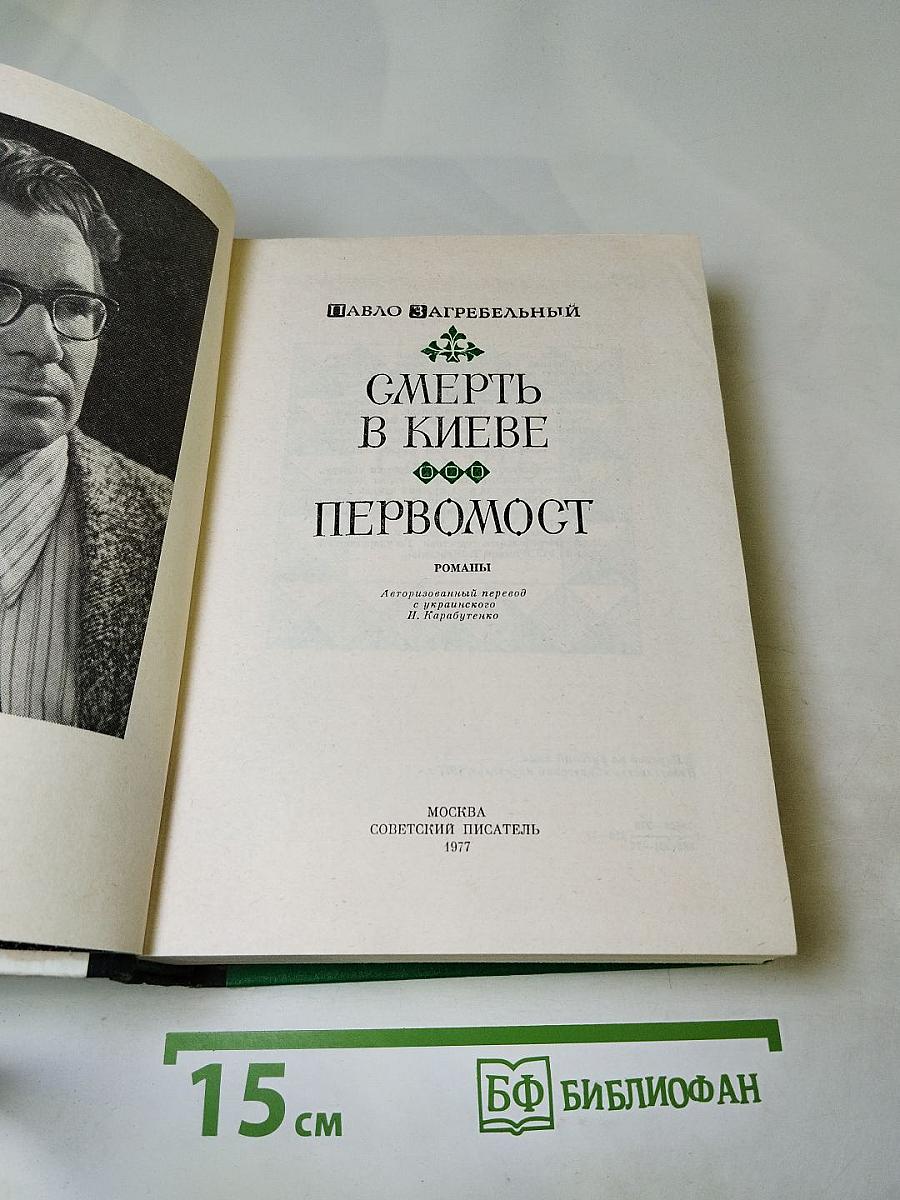 Павло Загребельный
СМЕРТЬ
В КИЕВЕ
ПЕРВОМОСТ
РОМАНЫ
Авторизованный перевод
с украинского
И. Карабутенко
МОСКВА
СОВЕТСКИЙ ПИСАТЕЛЬ
1977
15 см
БФ БИБЛИОФАН